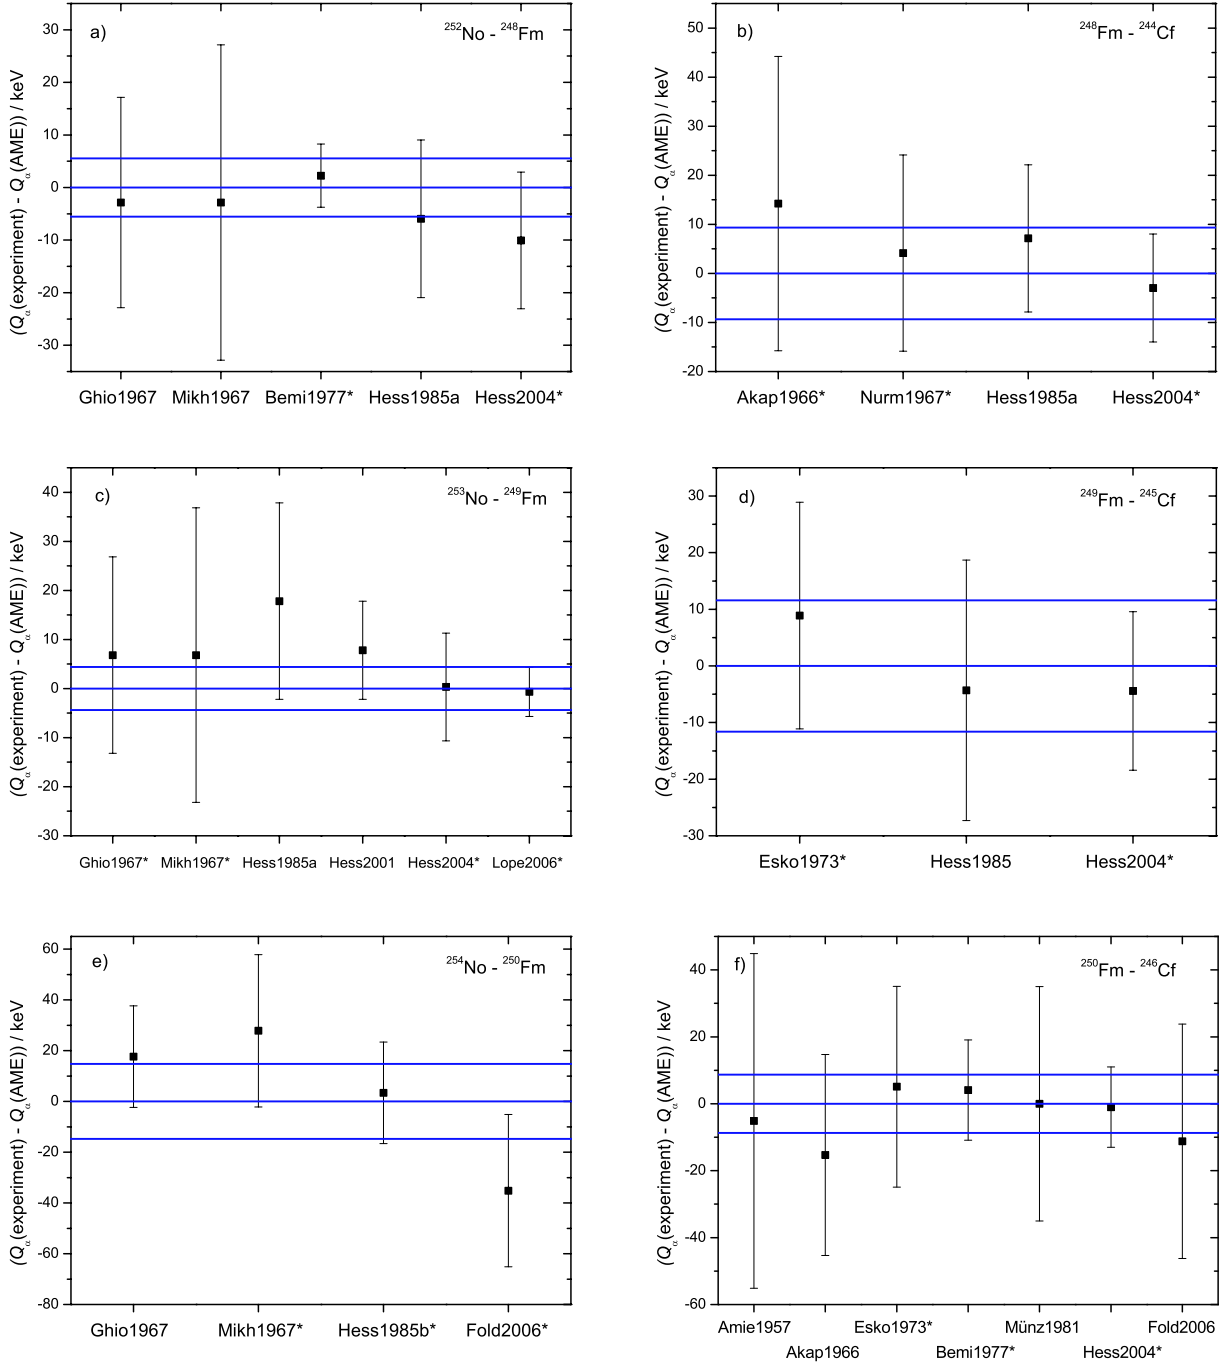 a)
²⁵²No - ²⁴⁸Fm
(Qα(experiment) - Qα(AME)) / keV
30
20
10
0
-10
-20
-30
Ghio1967 Mikh1967 Bemi1977* Hess1985a Hess2004*
b)
²⁴⁸Fm - ²⁴⁴Cf
(Qα(experiment) - Qα(AME)) / keV
50
40
30
20
10
0
-10
-20
Akap1966* Nurm1967* Hess1985a Hess2004*
c)
²⁵³No - ²⁴⁹Fm
(Qα(experiment) - Qα(AME)) / keV
40
30
20
10
0
-10
-20
-30
Ghio1967* Mikh1967* Hess1985a Hess2001 Hess2004* Lope2006*
d)
²⁴⁹Fm - ²⁴⁵Cf
(Qα(experiment) - Qα(AME)) / keV
30
20
10
0
-10
-20
-30
Esko1973* Hess1985 Hess2004*
e)
²⁵⁴No - ²⁵⁰Fm
(Qα(experiment) - Qα(AME)) / keV
60
40
20
0
-20
-40
-60
-80
Ghio1967 Mikh1967* Hess1985b* Fold2006*
f)
²⁵⁰Fm - ²⁴⁶Cf
(Qα(experiment) - Qα(AME)) / keV
40
20
0
-20
-40
-60
Amie1957 Esko1973* Münz1981 Fold2006
Akap1966 Bemi1977* Hess2004*